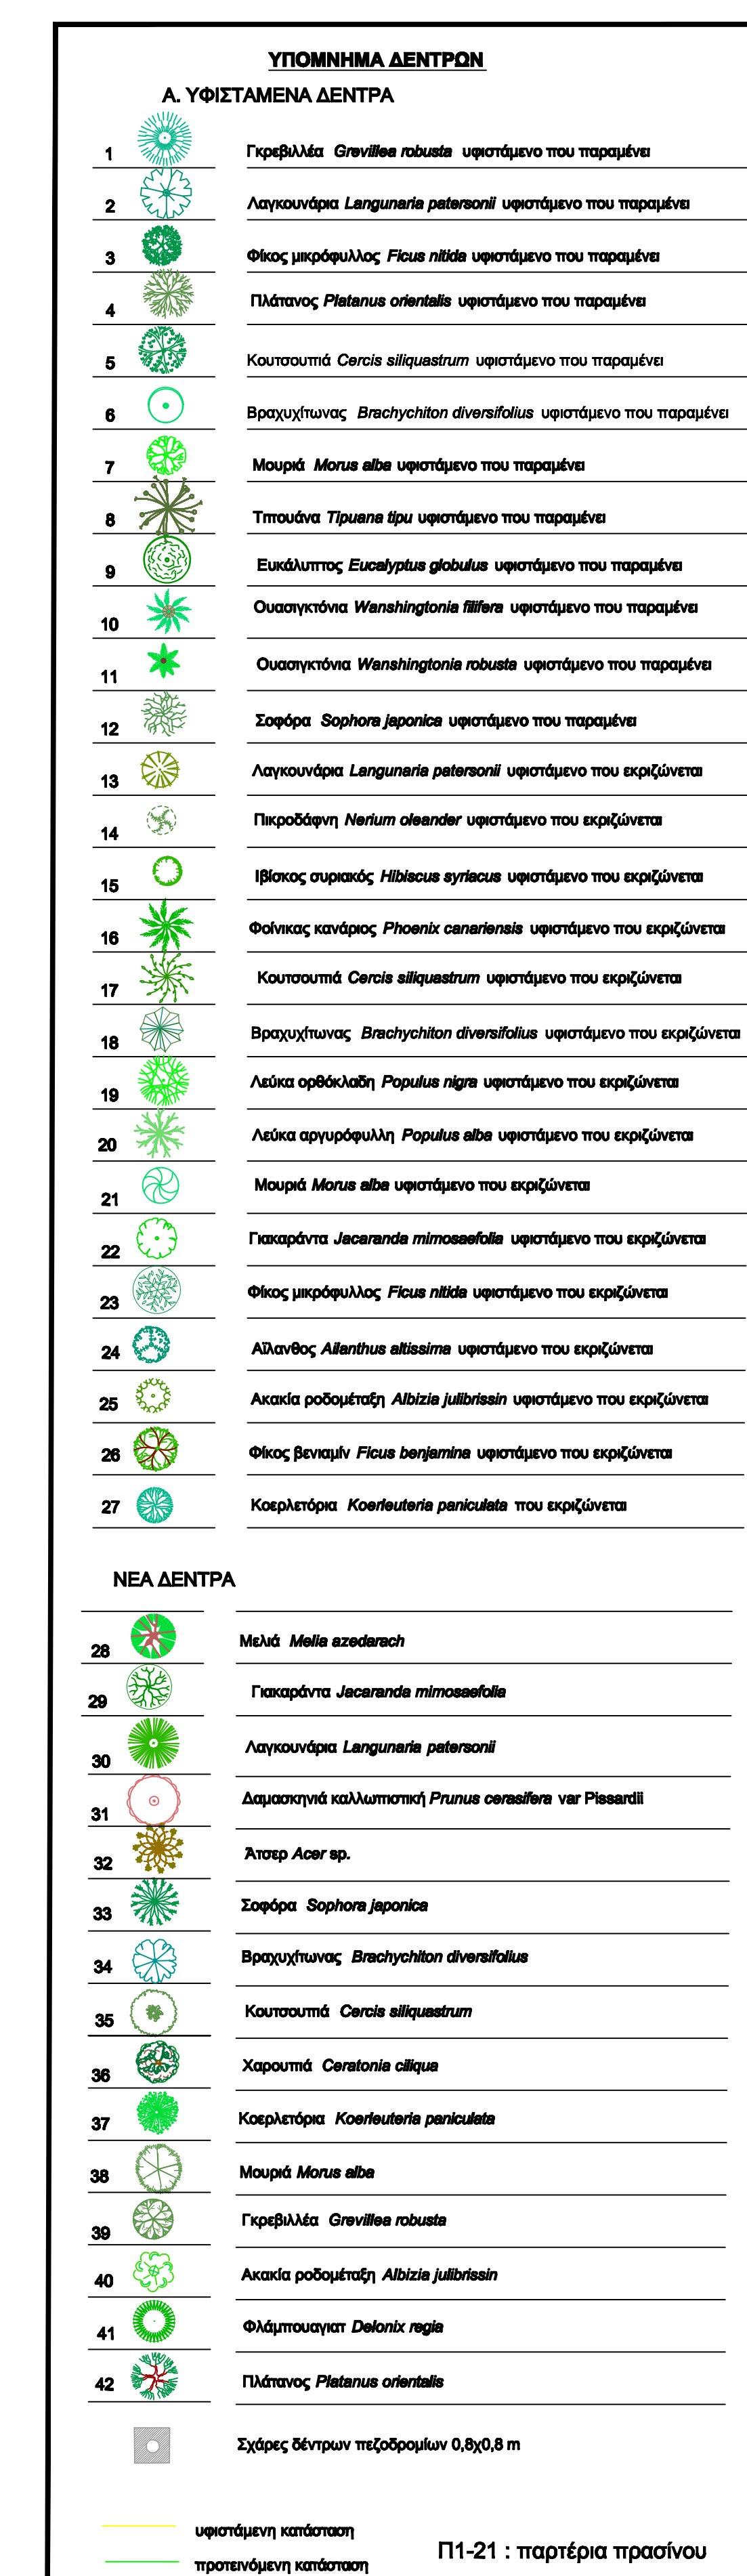 ΥΠΟΜΝΗΜΑ ΔΕΝΤΡΩΝ
Α. ΥΦΙΣΤΑΜΕΝΑ ΔΕΝΤΡΑ
1 Γκρεβιλλέα Grevillea robusta υφιστάμενο που παραμένει
2 Λαγκουνάρια Langunaria patersonii υφιστάμενο που παραμένει
3 Φίκος μικρόφυλλος Ficus nitida υφιστάμενο που παραμένει
4 Πλάτανος Platanus orientalis υφιστάμενο που παραμένει
5 Κουτσουπιά Cercis siliquastrum υφιστάμενο που παραμένει
6 Βραχυχίτωνας Brachychiton diversifolius υφιστάμενο που παραμένει
7 Μουριά Morus alba υφιστάμενο που παραμένει
8 Τιπουάνα Tipuana tipu υφιστάμενο που παραμένει
9 Ευκάλυπτος Eucalyptus globulus υφιστάμενο που παραμένει
10 Ουασιγκτόνια Wanshingtonia filifera υφιστάμενο που παραμένει
11 Ουασιγκτόνια Wanshingtonia robusta υφιστάμενο που παραμένει
12 Σοφόρα Sophora japonica υφιστάμενο που παραμένει
13 Λαγκουνάρια Langunaria patersonii υφιστάμενο που εκριζώνεται
14 Πικροδάφνη Nerium oleander υφιστάμενο που εκριζώνεται
15 Ιβίσκος συριακός Hibiscus syriacus υφιστάμενο που εκριζώνεται
16 Φοίνικας κανάριος Phoenix canariensis υφιστάμενο που εκριζώνεται
17 Κουτσουπιά Cercis siliquastrum υφιστάμενο που εκριζώνεται
18 Βραχυχίτωνας Brachychiton diversifolius υφιστάμενο που εκριζώνεται
19 Λεύκα ορθόκλαδη Populus nigra υφιστάμενο που εκριζώνεται
20 Λεύκα αργυρόφυλλη Populus alba υφιστάμενο που εκριζώνεται
21 Μουριά Morus alba υφιστάμενο που εκριζώνεται
22 Γιακαράντα Jacaranda mimosaefolia υφιστάμενο που εκριζώνεται
23 Φίκος μικρόφυλλος Ficus nitida υφιστάμενο που εκριζώνεται
24 Αϊλανθος Ailanthus altissima υφιστάμενο που εκριζώνεται
25 Ακακία ροδομέταξη Albizia julibrissin υφιστάμενο που εκριζώνεται
26 Φίκος βενιαμίν Ficus benjamina υφιστάμενο που εκριζώνεται
27 Κοερλετόρια Koerleuteria paniculata που εκριζώνεται
ΝΕΑ ΔΕΝΤΡΑ
28 Μελιά Melia azedarach
29 Γιακαράντα Jacaranda mimosaefolia
30 Λαγκουνάρια Langunaria patersonii
31 Δαμασκηνιά καλλωπιστική Prunus cerasifera var Pissardii
32 Άτσερ Acer sp.
33 Σοφόρα Sophora japonica
34 Βραχυχίτωνας Brachychiton diversifolius
35 Κουτσουπιά Cercis siliquastrum
36 Χαρουπιά Ceratonia ciliqua
37 Κοερλετόρια Koerleuteria paniculata
38 Μουριά Morus alba
39 Γκρεβιλλέα Grevillea robusta
40 Ακακία ροδομέταξη Albizia julibrissin
41 Φλάμπουαγιατ Delonix regia
42 Πλάτανος Platanus orientalis
Σχάρες δέντρων πεζοδρομίων 0,8χ0,8 m
υφιστάμενη κατάσταση
Π1-21 : παρτέρια πρασίνου
προτεινόμενη κατάσταση